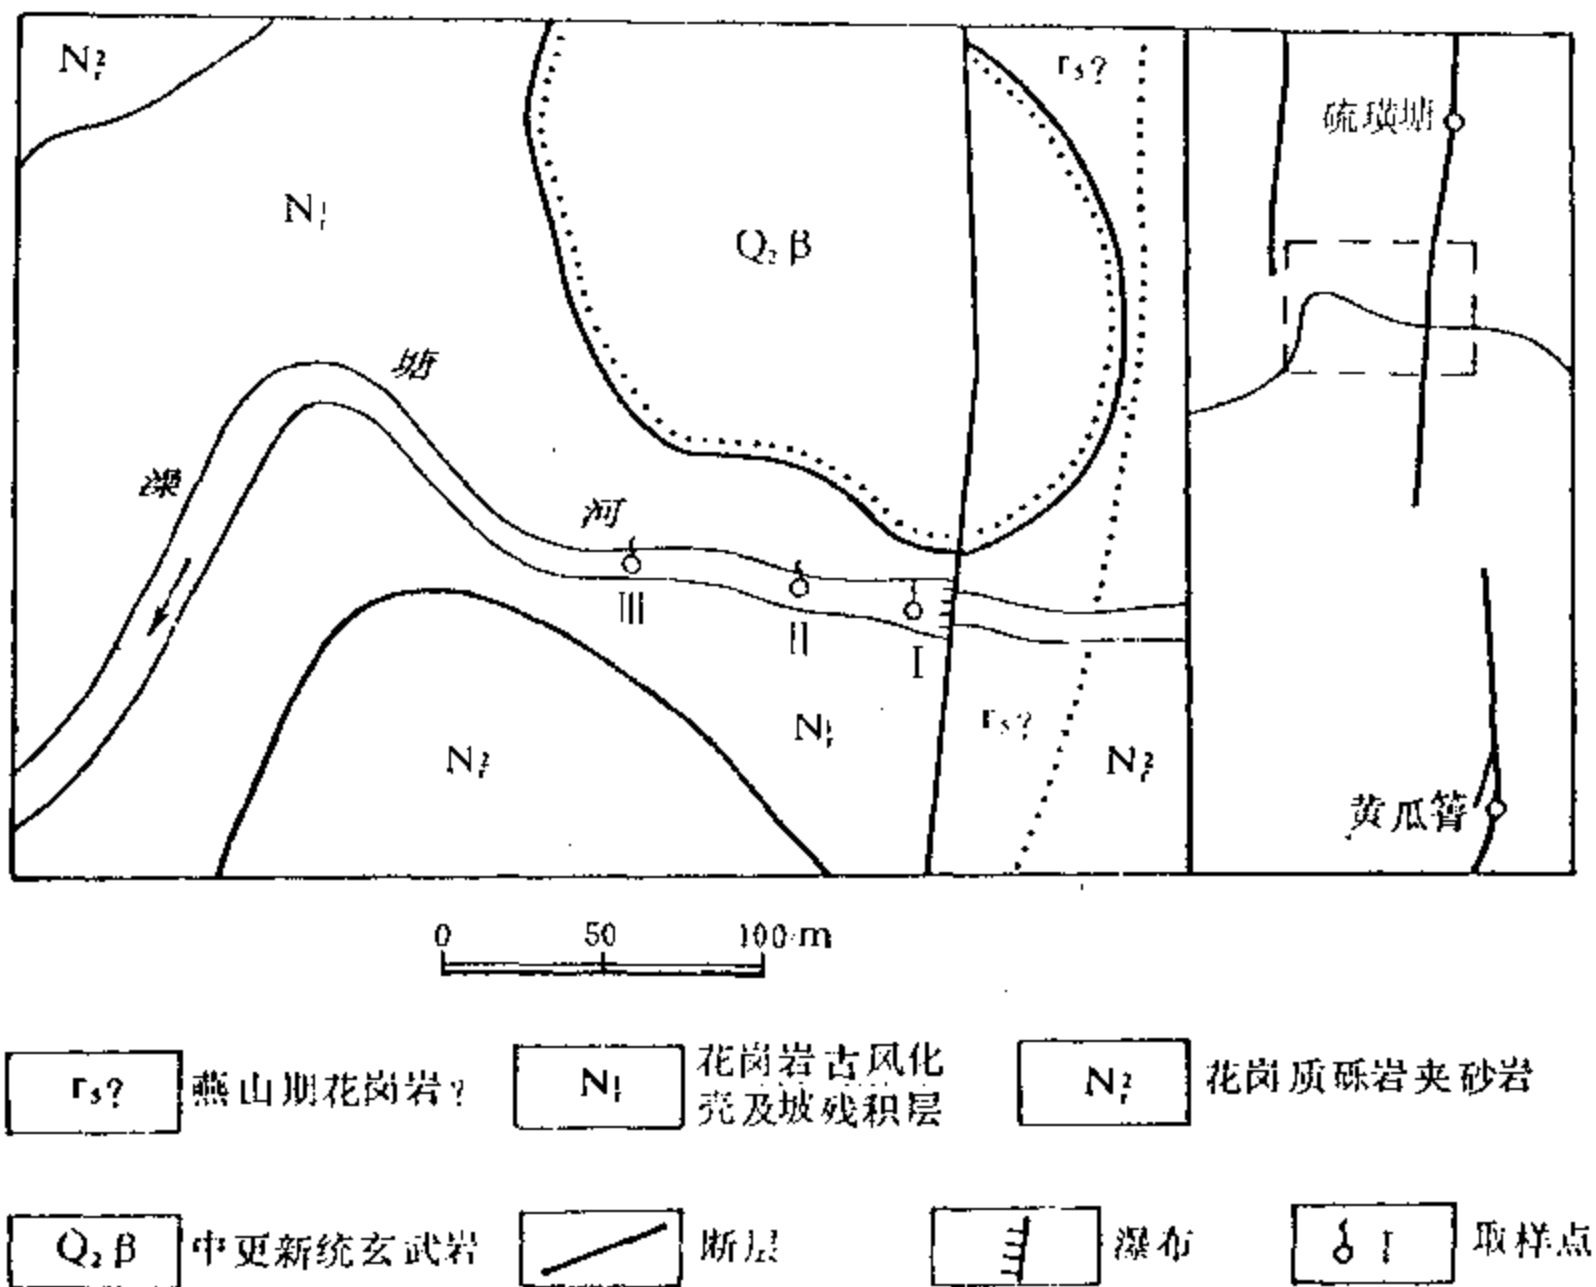 N₁²
r₅?
硫磺塘
N₁¹
Q₂β
塘
澡
河
III
II
I
N₁¹
r₅?
N₁²
N₁²
黄瓜箐
0 50 100 m
r₅? 燕山期花岗岩?
N₁¹ 花岗岩古风化
壳及坡残积层
N₁² 花岗质砾岩夹砂岩
Q₂β 中更新统玄武岩
断层
瀑布
I 取样点